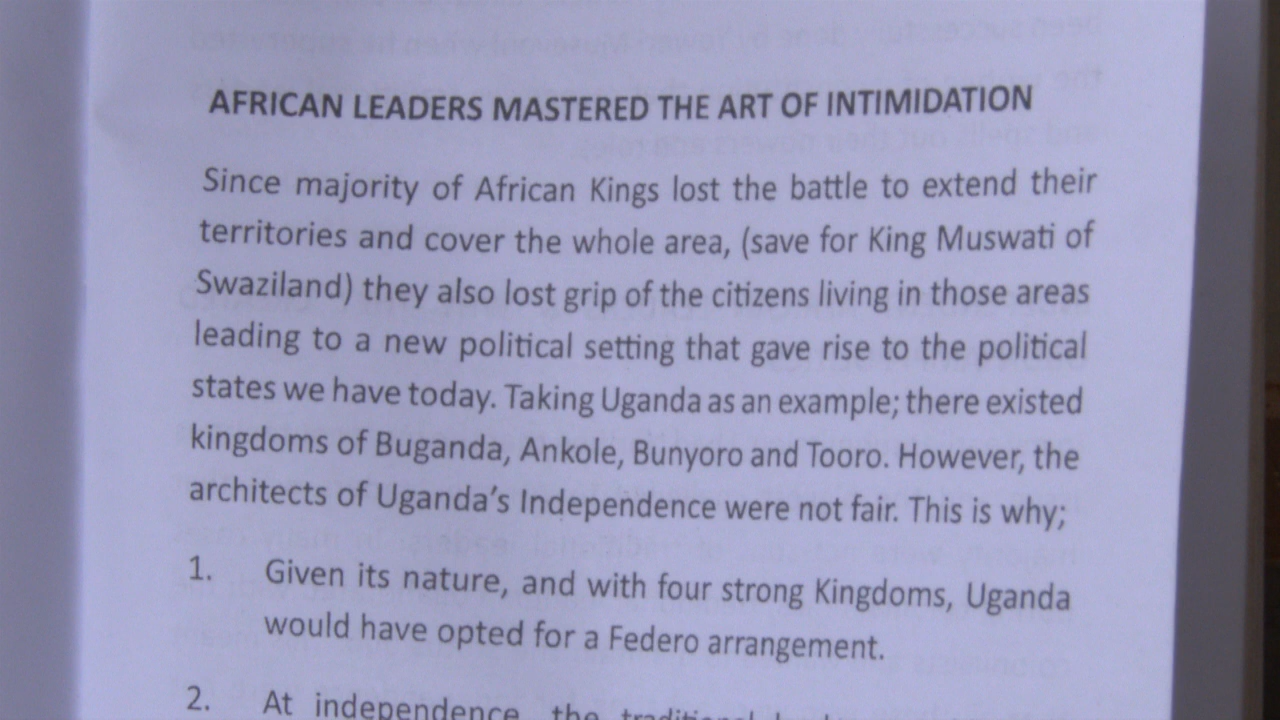 AFRICAN LEADERS MASTERED THE ART OF INTIMIDATION
Since majority of African Kings lost the battle to extend their
territories and cover the whole area, (save for King Muswati of
Swaziland) they also lost grip of the citizens living in those areas
leading to a new political setting that gave rise to the political
states we have today. Taking Uganda as an example; there existed
kingdoms of Buganda, Ankole, Bunyoro and Tooro. However, the
architects of Uganda's Independence were not fair. This is why;
1. Given its nature, and with four strong Kingdoms, Uganda
would have opted for a Federo arrangement.
2. At independence, the traditional